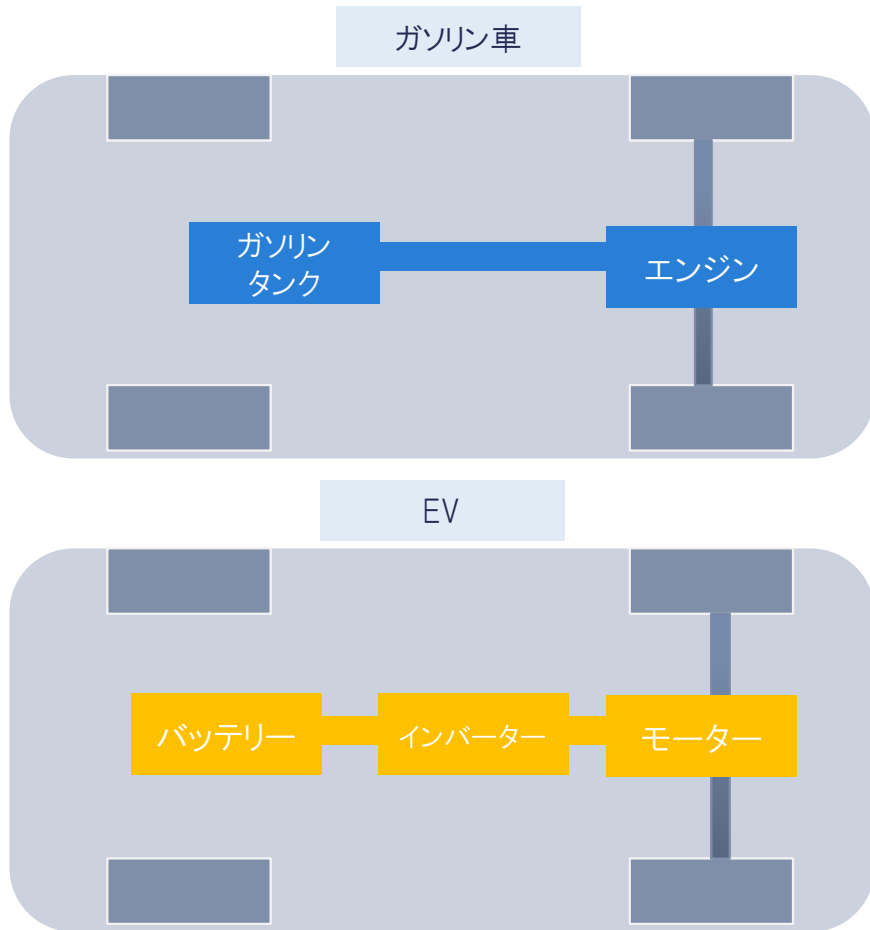 ガソリン車
ガソリン
タンク
エンジン
EV
バッテリー
インバーター
モーター